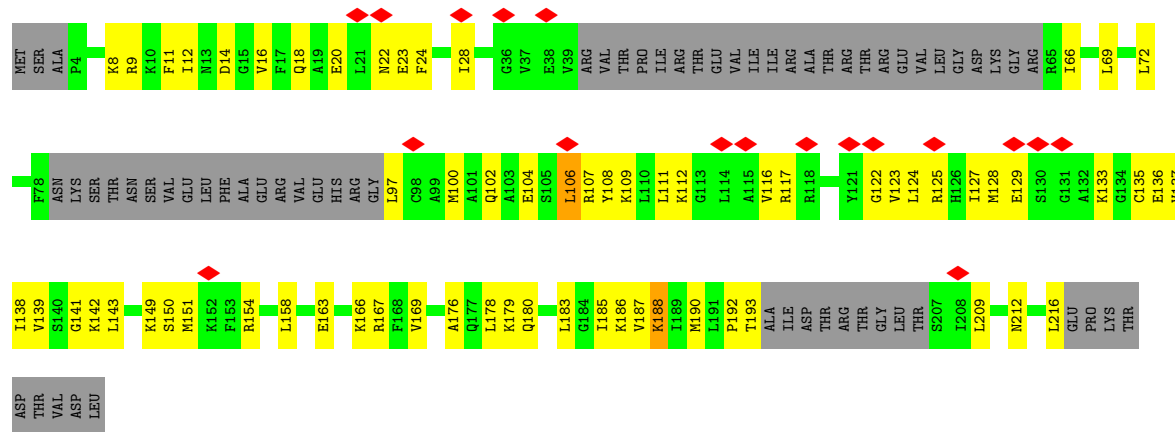 MET SER ALA P4 K8 R9 K10 F11 I12 N13 D14 G15 V16 F17 Q18 A19 E20 L21 N22 E23 F24 I28 G36 V37 E38 V39 ARG VAL THR PRO ILE ARG THR GLU VAL ILE ILE ARG ALA THR ARG THR ARG GLU VAL LEU GLY ASP LYS GLY ARG R65 I66 L69 L72
F78 ASN LYS SER THR ASN SER VAL GLU LEU PHE ALA GLU ARG VAL GLU HIS ARG GLY L97 C98 A99 M100 Q102 A101 A103 E104 S105 L106 R107 Y108 K109 L110 L111 K112 G113 L114 A115 V116 R117 R118 Y121 G122 V123 L124 R125 H126 I127 M128 E129 S130 G131 A132 K133 G134 C135 E136
I138 V139 S140 G141 K142 L143 K149 S150 M151 K152 F153 R154 L158 E163 K166 R167 F168 V169 A176 Q177 L178 K179 Q180 L183 G184 I185 K186 V187 K188 I189 M190 L191 P192 T193 ALA ILE ASP THR ARG THR GLY LEU THR S207 I208 L209 N212 L216 GLU PRO LYS THR
ASP THR VAL ASP LEU